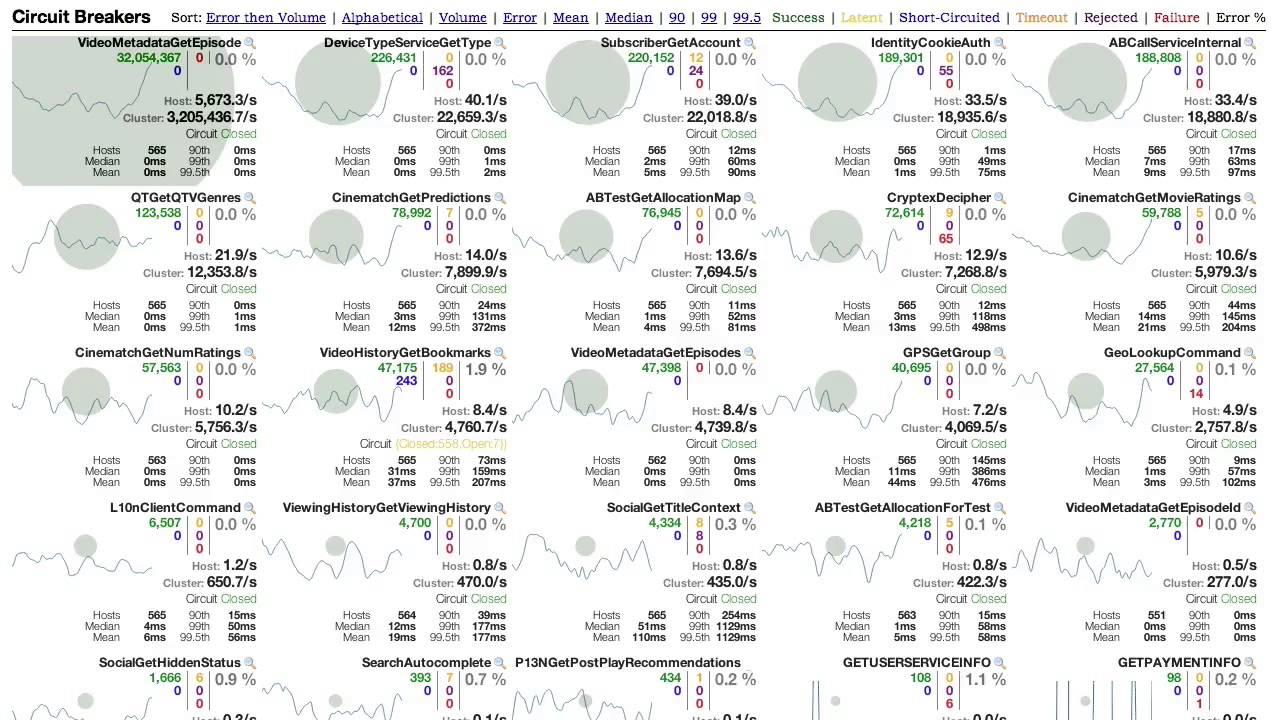 Circuit Breakers Sort: Error then Volume | Alphabetical | Volume | Error | Mean | Median | 90 | 99 | 99.5 Success | Latent | Short-Circuited | Timeout | Rejected | Failure | Error %
VideoMetadataGetEpisode
32,054,367 0 0.0 %
0
Host: 5,673.3/s
Cluster: 3,205,436.7/s
Circuit Closed
Hosts 565 90th 0ms
Median 0ms 99th 0ms
Mean 0ms 99.5th 0ms
DeviceTypeServiceGetType
226,431 0 0.0 %
0 162
0
Host: 40.1/s
Cluster: 22,659.3/s
Circuit Closed
Hosts 565 90th 0ms
Median 0ms 99th 1ms
Mean 0ms 99.5th 2ms
SubscriberGetAccount
220,152 12 0.0 %
0 24
0
Host: 39.0/s
Cluster: 22,018.8/s
Circuit Closed
Hosts 565 90th 12ms
Median 2ms 99th 60ms
Mean 5ms 99.5th 90ms
IdentityCookieAuth
189,301 0 0.0 %
0 55
0
Host: 33.5/s
Cluster: 18,935.6/s
Circuit Closed
Hosts 565 90th 1ms
Median 0ms 99th 49ms
Mean 1ms 99.5th 75ms
ABCallServiceInternal
188,808 0 0.0 %
0 0
0
Host: 33.4/s
Cluster: 18,880.8/s
Circuit Closed
Hosts 565 90th 17ms
Median 7ms 99th 63ms
Mean 9ms 99.5th 97ms
QTGetQTVGenres
123,538 0 0.0 %
0 0
0
Host: 21.9/s
Cluster: 12,353.8/s
Circuit Closed
Hosts 565 90th 0ms
Median 0ms 99th 1ms
Mean 0ms 99.5th 1ms
CinematchGetPredictions
78,992 7 0.0 %
0 0
0
Host: 14.0/s
Cluster: 7,899.9/s
Circuit Closed
Hosts 565 90th 24ms
Median 3ms 99th 131ms
Mean 12ms 99.5th 372ms
ABTestGetAllocationMap
76,945 0 0.0 %
0 0
0
Host: 13.6/s
Cluster: 7,694.5/s
Circuit Closed
Hosts 565 90th 11ms
Median 1ms 99th 52ms
Mean 4ms 99.5th 81ms
CryptexDecipher
72,614 9 0.0 %
0 0
65
Host: 12.9/s
Cluster: 7,268.8/s
Circuit Closed
Hosts 565 90th 12ms
Median 3ms 99th 118ms
Mean 13ms 99.5th 498ms
CinematchGetMovieRatings
59,788 5 0.0 %
0 0
0
Host: 10.6/s
Cluster: 5,979.3/s
Circuit Closed
Hosts 565 90th 44ms
Median 14ms 99th 145ms
Mean 21ms 99.5th 204ms
CinematchGetNumRatings
57,563 0 0.0 %
0 0
0
Host: 10.2/s
Cluster: 5,756.3/s
Circuit Closed
Hosts 563 90th 0ms
Median 0ms 99th 0ms
Mean 0ms 99.5th 0ms
VideoHistoryGetBookmarks
47,175 189 1.9 %
243 0
0
Host: 8.4/s
Cluster: 4,760.7/s
Circuit {Closed:558,Open:7}}
Hosts 565 90th 73ms
Median 31ms 99th 159ms
Mean 37ms 99.5th 207ms
VideoMetadataGetEpisodes
47,398 0 0.0 %
0
Host: 8.4/s
Cluster: 4,739.8/s
Circuit Closed
Hosts 562 90th 0ms
Median 0ms 99th 0ms
Mean 0ms 99.5th 0ms
GPSGetGroup
40,695 0 0.0 %
0 0
0
Host: 7.2/s
Cluster: 4,069.5/s
Circuit Closed
Hosts 565 90th 145ms
Median 11ms 99th 386ms
Mean 44ms 99.5th 476ms
GeoLookupCommand
27,564 0 0.1 %
0 0
14
Host: 4.9/s
Cluster: 2,757.8/s
Circuit Closed
Hosts 565 90th 9ms
Median 1ms 99th 57ms
Mean 3ms 99.5th 102ms
L10nClientCommand
6,507 0 0.0 %
0 0
0
Host: 1.2/s
Cluster: 650.7/s
Circuit Closed
Hosts 565 90th 15ms
Median 4ms 99th 50ms
Mean 6ms 99.5th 56ms
ViewingHistoryGetViewingHistory
4,700 0 0.0 %
0 0
0
Host: 0.8/s
Cluster: 470.0/s
Circuit Closed
Hosts 564 90th 39ms
Median 12ms 99th 177ms
Mean 19ms 99.5th 177ms
SocialGetTitleContext
4,334 8 0.3 %
0 8
0
Host: 0.8/s
Cluster: 435.0/s
Circuit Closed
Hosts 565 90th 254ms
Median 51ms 99th 1129ms
Mean 110ms 99.5th 1129ms
ABTestGetAllocationForTest
4,218 5 0.1 %
0 0
0
Host: 0.8/s
Cluster: 422.3/s
Circuit Closed
Hosts 563 90th 15ms
Median 1ms 99th 58ms
Mean 5ms 99.5th 58ms
VideoMetadataGetEpisodeId
2,770 0 0.0 %
0
Host: 0.5/s
Cluster: 277.0/s
Circuit Closed
Hosts 551 90th 0ms
Median 0ms 99th 0ms
Mean 0ms 99.5th 0ms
SocialGetHiddenStatus
1,666 6 0.9 %
0 0
0
SearchAutocomplete
393 7 0.7 %
0 0
0
P13NGetPostPlayRecommendations
434 1 0.2 %
0 0
0
GETUSERSERVICEINFO
108 0 1.1 %
0 0
6
GETPAYMENTINFO
98 0 0.2 %
0 0
1